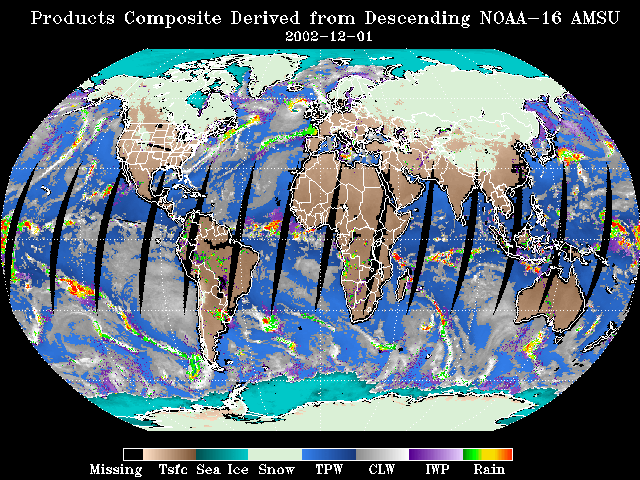 Products Composite Derived from Descending NOAA-16 AMSU
2002-12-01
Missing Tsfc Sea Ice Snow TPW CLW IWP Rain